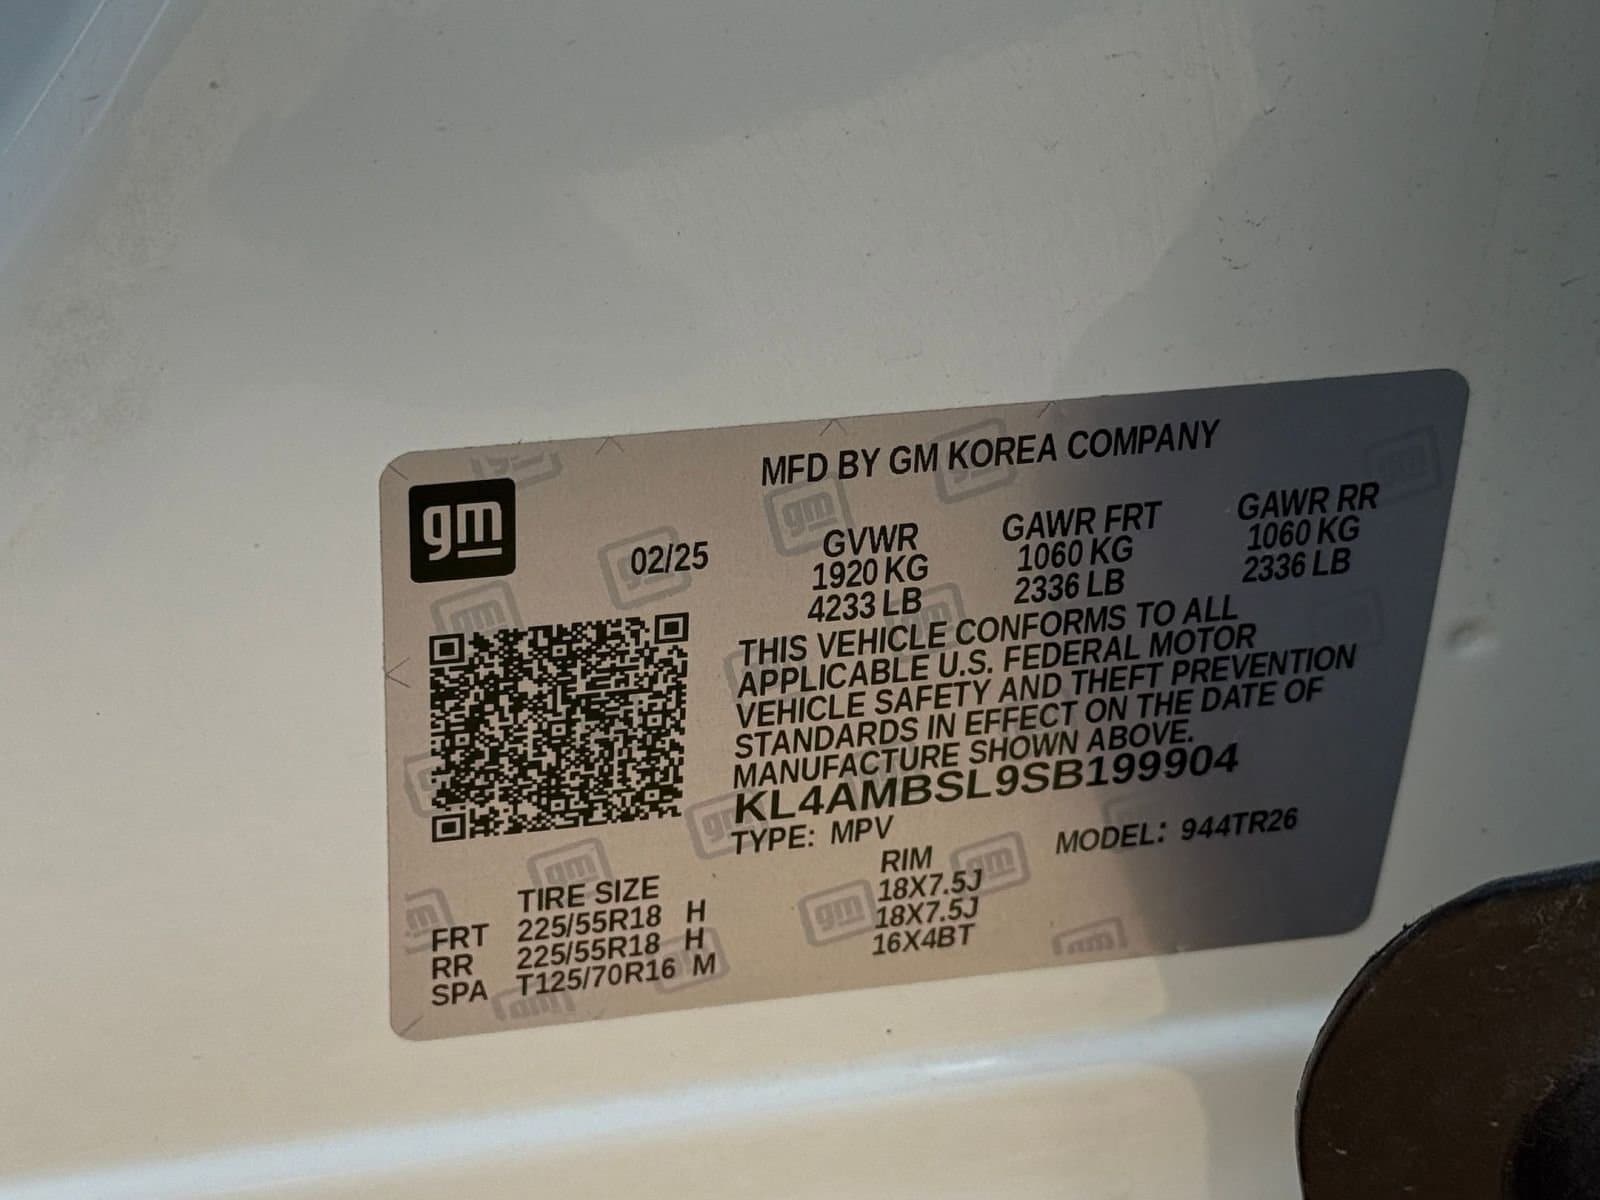 MFD BY GM KOREA COMPANY
gm
02/25
GVWR GAWR FRT GAWR RR
1920 KG 1060 KG 1060 KG
4233 LB 2336 LB 2336 LB
THIS VEHICLE CONFORMS TO ALL
APPLICABLE U.S. FEDERAL MOTOR
VEHICLE SAFETY AND THEFT PREVENTION
STANDARDS IN EFFECT ON THE DATE OF
MANUFACTURE SHOWN ABOVE.
KL4AMBSL9SB199904
TYPE: MPV MODEL: 944TR26
TIRE SIZE RIM
FRT 225/55R18 H 18X7.5J
RR 225/55R18 H 18X7.5J
SPA T125/70R16 M 16X4BT